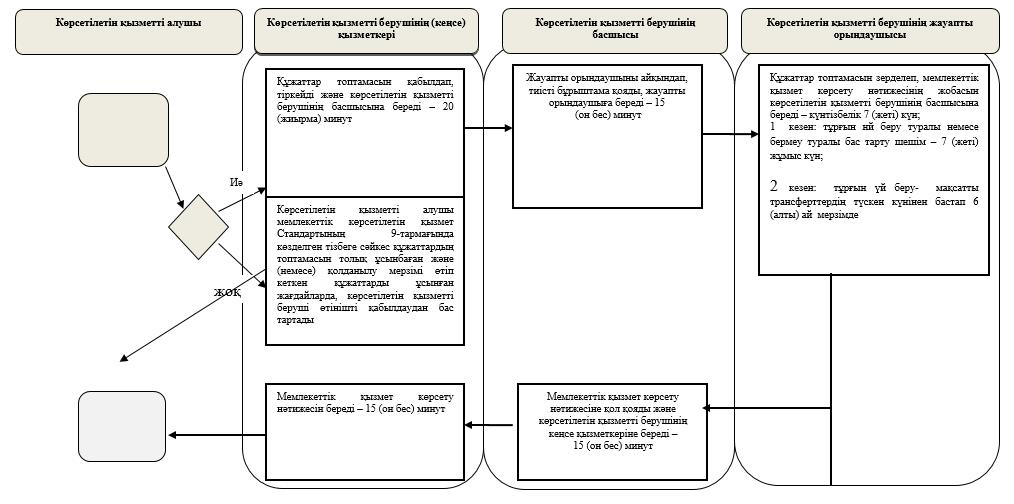 Көрсетілетін қызметті алушы
Көрсетілетін қызметті берушінің (кеңсе)
қызметкері
Көрсетілетін қызметті берушінің
басшысы
Көрсетілетін қызметті берушінің жауапты
орындаушысы
Құжаттар топтамасын қабылдап,
тіркейді және көрсетілетін қызметті
берушінің басшысына береді – 20
(жиырма) минут
Жауапты орындаушыны айқындап,
тиісті бұрыштама қояды, жауапты
орындаушыға береді – 15
(он бес) минут
Құжаттар топтамасын зерделеп, мемлекеттік
қызмет көрсету нәтижесінің жобасын
көрсетілетін қызметті берушінің басшысына
береді – күнтізбелік 7 (жеті) күн;
1 кезен: тұрғын нй беру туралы немесе
бермеу туралы бас тарту шешім – 7 (жеті)
жұмыс күн;
2 кезен: тұрғын үй беру- мақсатты
трансферттердің түскен күнінен бастап 6
(алты) ай мерзімде
Иә
Көрсетілетін қызметті алушы
мемлекеттік көрсетілетін қызмет
Стандартының 9-тармағында
көзделген тізбеге сәйкес құжаттардың
топтамасын толық ұсынбаған және
(немесе) қолданылу мерзімі өтіп
кеткен құжаттарды ұсынған
жағдайларда, көрсетілетін қызметті
беруші өтінішті қабылдаудан бас
тартады
жоқ
Мемлекеттік қызмет көрсету
нәтижесін береді – 15 (он бес) минут
Мемлекеттік қызмет көрсету
нәтижесіне қол қояды және
көрсетілетін қызметті берушінің
кеңсе қызметкеріне береді –
15 (он бес) минут